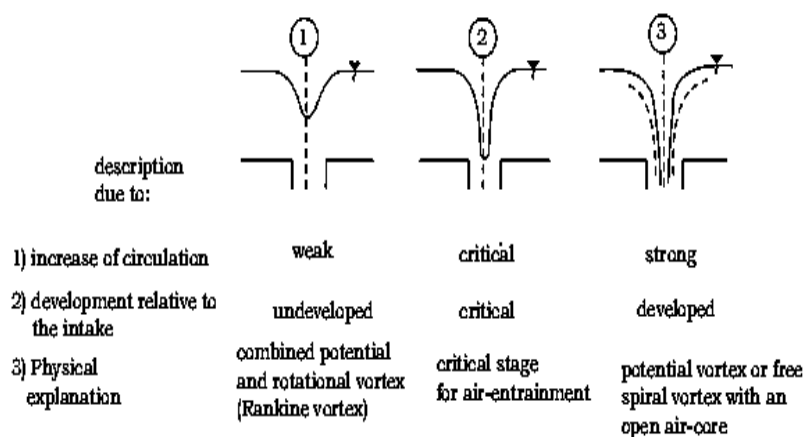 1
2
3
description
due to:
1) increase of circulation
weak
critical
strong
2) development relative to
the intake
undeveloped
critical
developed
3) Physical
explanation
combined potential
and rotational vortex
(Rankine vortex)
critical stage
for air-entrainment
potential vortex or free
spiral vortex with an
open air-core